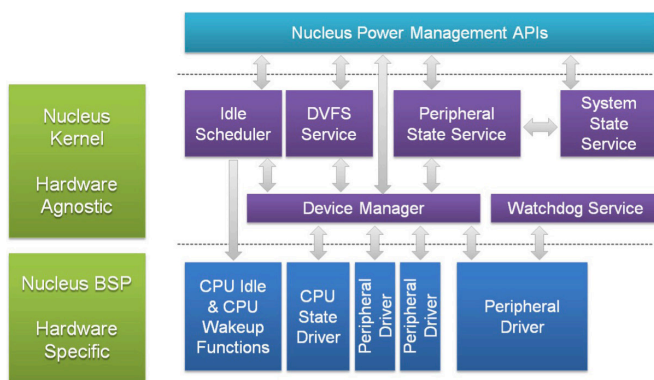 Nucleus Power Management APIs
Nucleus
Kernel
Hardware
Agnostic
Idle
Scheduler
DVFS
Service
Peripheral
State Service
System
State
Service
Device Manager
Watchdog Service
Nucleus BSP
Hardware
Specific
CPU Idle
& CPU
Wakeup
Functions
CPU
State
Driver
Peripheral
Driver
Peripheral
Driver
Peripheral
Driver